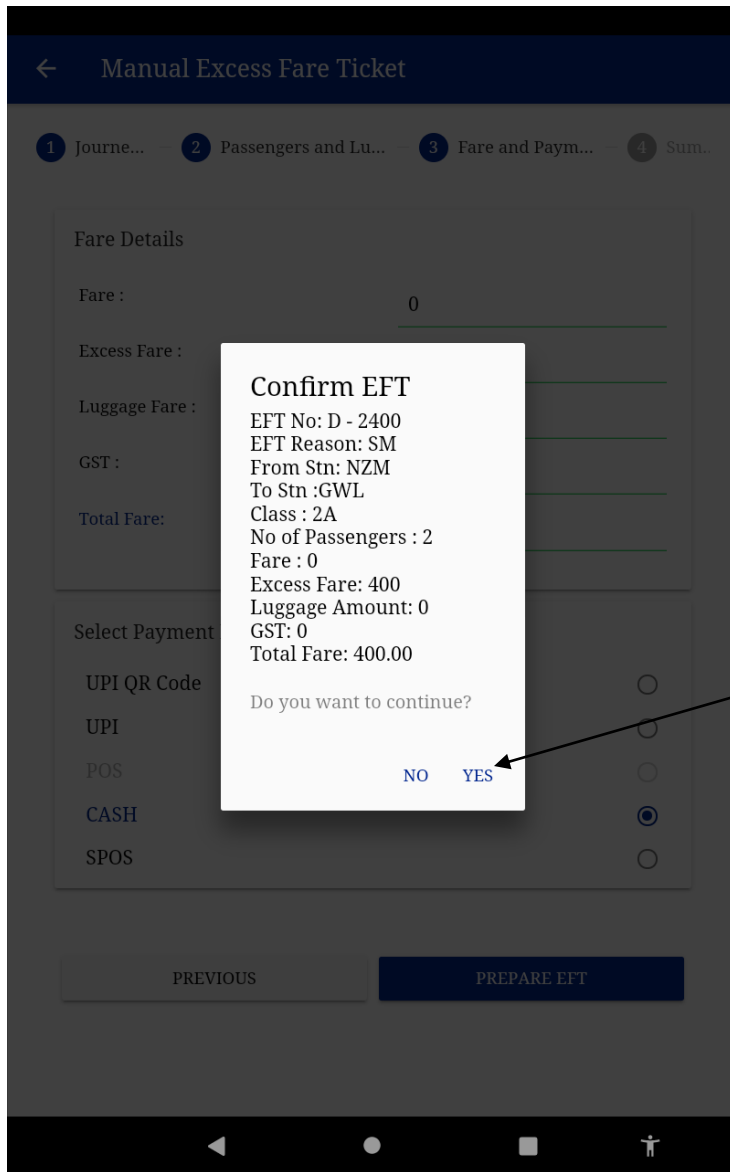 Manual Excess Fare Ticket
1 Journe... 2 Passengers and Lu... 3 Fare and Paym... 4 Sum..
Fare Details
Fare : 0
Excess Fare :
Luggage Fare :
GST :
Total Fare:
Confirm EFT
EFT No: D - 2400
EFT Reason: SM
From Stn: NZM
To Stn :GWL
Class : 2A
No of Passengers : 2
Fare : 0
Excess Fare: 400
Luggage Amount: 0
GST: 0
Total Fare: 400.00
Do you want to continue?
NO YES
Select Payment
UPI QR Code
UPI
POS
CASH
SPOS
PREVIOUS PREPARE EFT